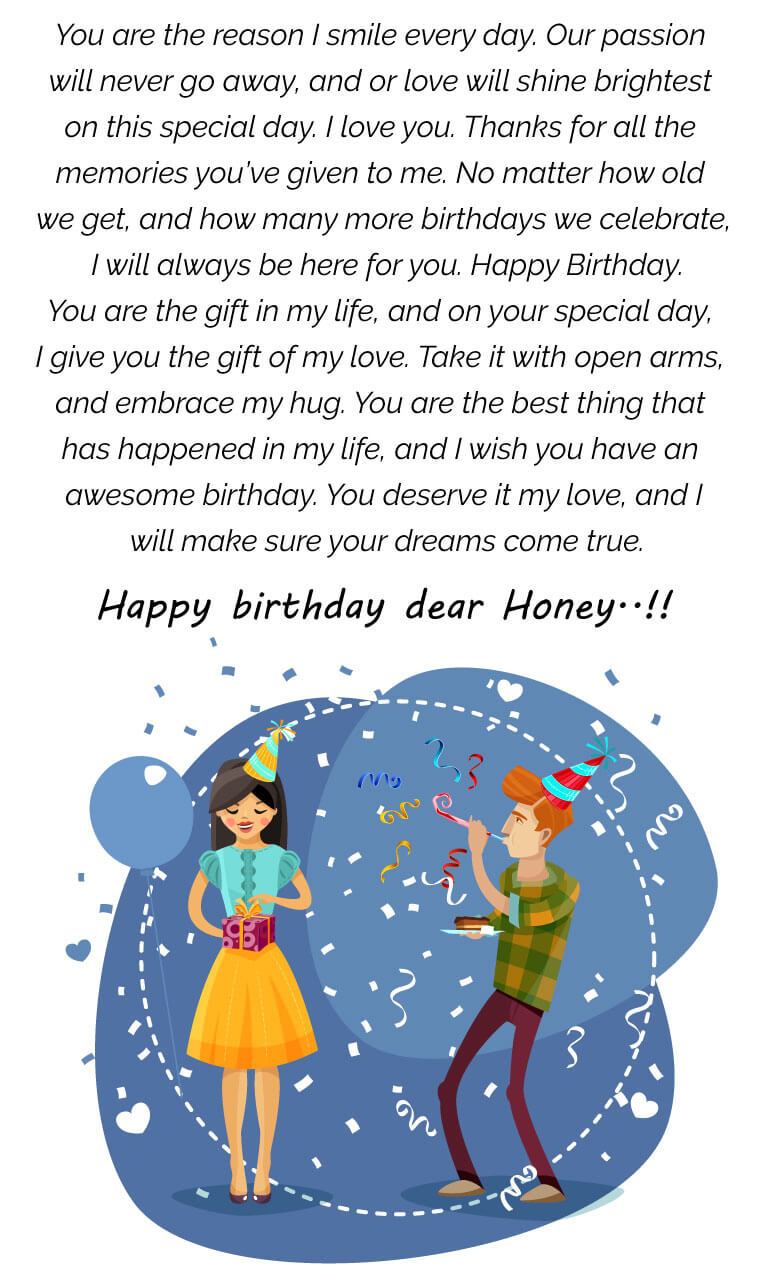 You are the reason I smile every day. Our passion
will never go away, and or love will shine brightest
on this special day. I love you. Thanks for all the
memories you've given to me. No matter how old
we get, and how many more birthdays we celebrate,
I will always be here for you. Happy Birthday.
You are the gift in my life, and on your special day,
I give you the gift of my love. Take it with open arms,
and embrace my hug. You are the best thing that
has happened in my life, and I wish you have an
awesome birthday. You deserve it my love, and I
will make sure your dreams come true.
Happy birthday dear Honey..!!